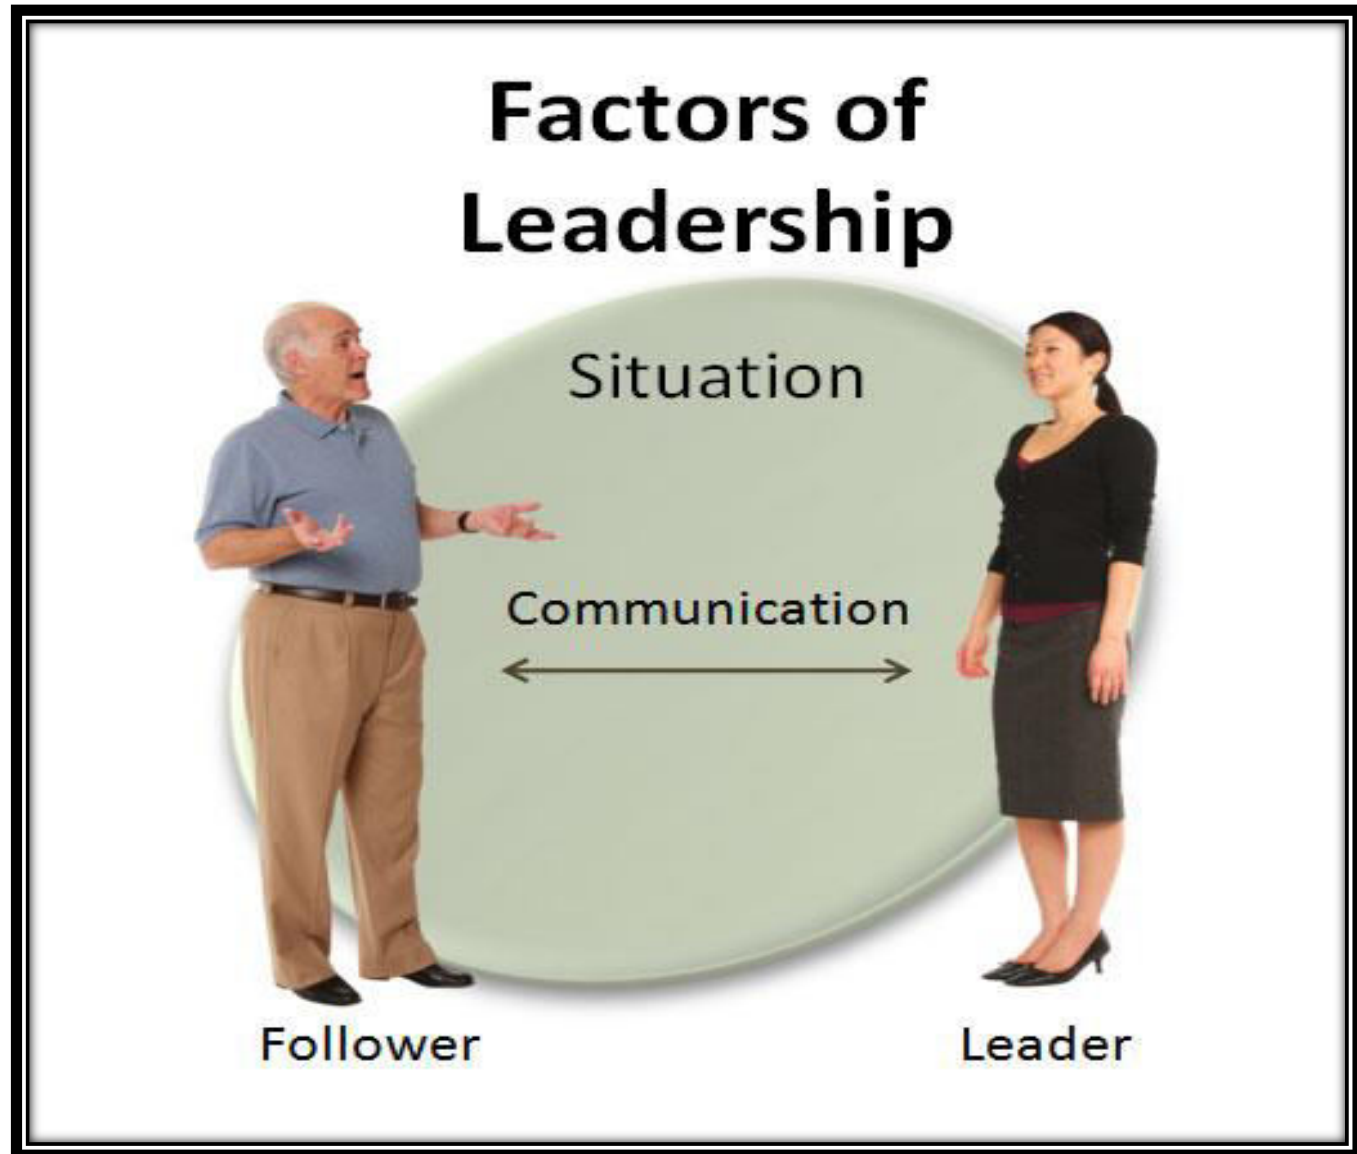 Factors of
Leadership
Situation
Communication
Follower
Leader